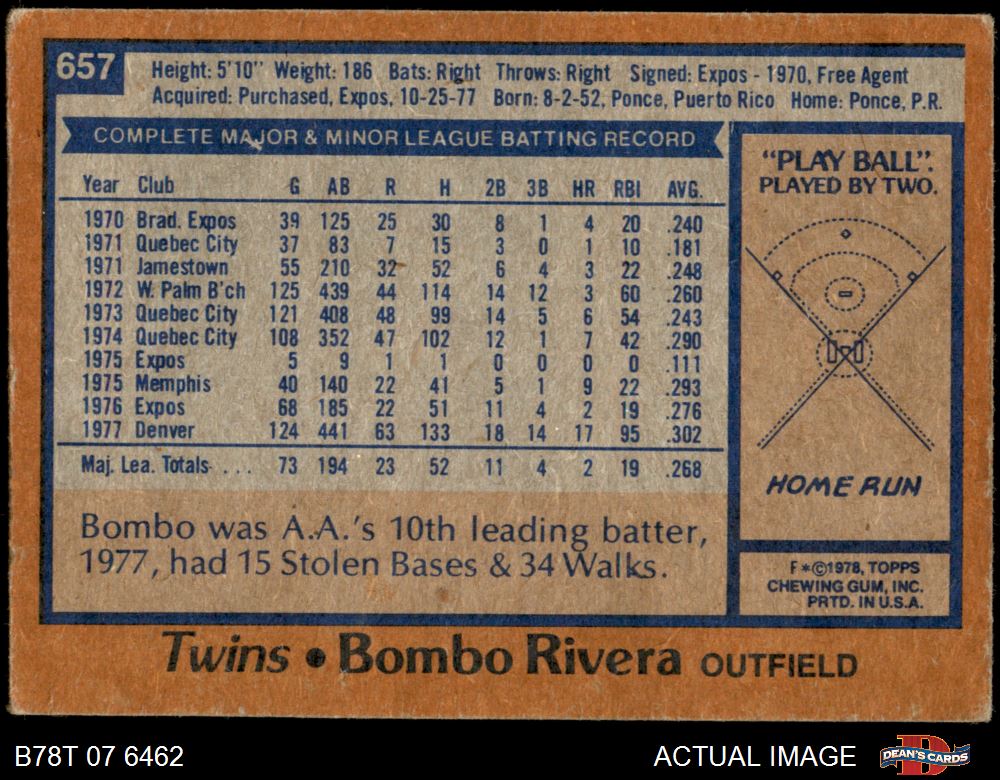 657
Height: 5'10" Weight: 186 Bats: Right Throws: Right Signed: Expos - 1970, Free Agent
Acquired: Purchased, Expos, 10-25-77 Born: 8-2-52, Ponce, Puerto Rico Home: Ponce, P.R.
COMPLETE MAJOR & MINOR LEAGUE BATTING RECORD
Year Club G AB R H 2B 3B HR RBI AVG.
1970 Brad. Expos 39 125 25 30 8 1 4 20 .240
1971 Quebec City 37 83 7 15 3 0 1 10 .181
1971 Jamestown 55 210 32 52 6 4 3 22 .248
1972 W. Palm B'ch 125 439 44 114 14 12 3 60 .260
1973 Quebec City 121 408 48 99 14 5 6 54 .243
1974 Quebec City 108 352 47 102 12 1 7 42 .290
1975 Expos 5 9 1 1 0 0 0 0 .111
1975 Memphis 40 140 22 41 5 1 9 22 .293
1976 Expos 68 185 22 51 11 4 2 19 .276
1977 Denver 124 441 63 133 18 14 17 95 .302
Maj. Lea. Totals . . . 73 194 23 52 11 4 2 19 .268
Bombo was A.A.'s 10th leading batter,
1977, had 15 Stolen Bases & 34 Walks.
"PLAY BALL".
PLAYED BY TWO.
HOME RUN
F*©1978, TOPPS
CHEWING GUM, INC.
PRTD. IN U.S.A.
Twins • Bombo Rivera OUTFIELD
B78T 07 6462
ACTUAL IMAGE
D
DEAN'S CARDS